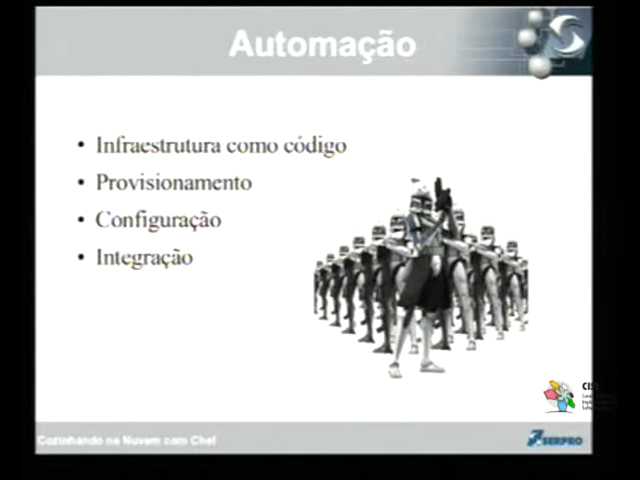 Automação
• Infraestrutura como código
• Provisionamento
• Configuração
• Integração
Cozinhando na Nuvem com Chef
SERPRO